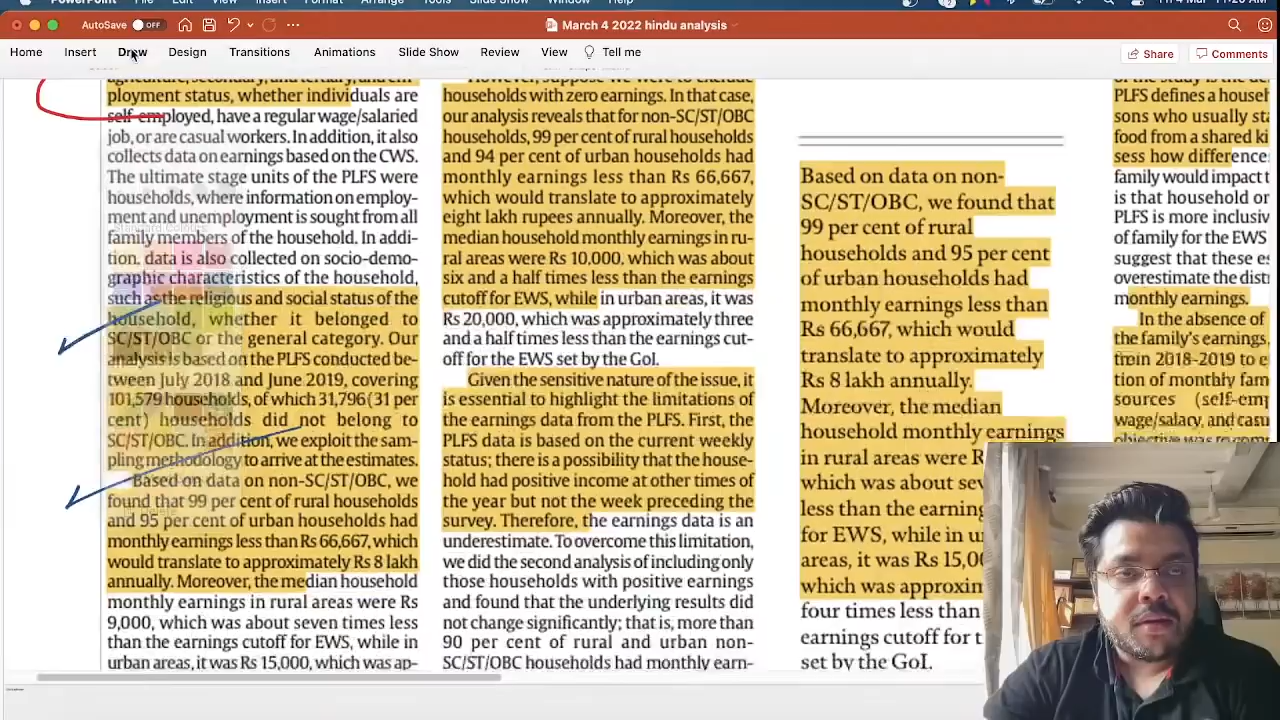 PowerPoint File Edit View Insert Format Arrange Tools Slide Show Window Help
AutoSave OFF
March 4 2022 hindu analysis
Home Insert Draw Design Transitions Animations Slide Show Review View Tell me Share Comments
ployment status, whether individuals are
self-employed, have a regular wage/salaried
job, or are casual workers. In addition, it also
collects data on earnings based on the CWS.
The ultimate stage units of the PLFS were
households, where information on employ-
ment and unemployment is sought from all
family members of the household. In addi-
tion, data is also collected on socio-demo-
graphic characteristics of the household,
such as the religious and social status of the
household, whether it belonged to
SC/ST/OBC or the general category. Our
analysis is based on the PLFS conducted be-
tween July 2018 and June 2019, covering
101,579 households, of which 31,796 (31 per
cent) households did not belong to
SC/ST/OBC. In addition, we exploit the sam-
pling methodology to arrive at the estimates.
Based on data on non-SC/ST/OBC, we
found that 99 per cent of rural households
and 95 per cent of urban households had
monthly earnings less than Rs 66,667, which
would translate to approximately Rs 8 lakh
annually. Moreover, the median household
monthly earnings in rural areas were Rs
9,000, which was about seven times less
than the earnings cutoff for EWS, while in
urban areas, it was Rs 15,000, which was ap-
However, suppose we were to exclude
households with zero earnings. In that case,
our analysis reveals that for non-SC/ST/OBC
households, 99 per cent of rural households
and 94 per cent of urban households had
monthly earnings less than Rs 66,667,
which would translate to approximately
eight lakh rupees annually. Moreover, the
median household monthly earnings in ru-
ral areas were Rs 10,000, which was about
six and a half times less than the earnings
cutoff for EWS, while in urban areas, it was
Rs 20,000, which was approximately three
and a half times less than the earnings cut-
off for the EWS set by the GoI.
Given the sensitive nature of the issue, it
is essential to highlight the limitations of
the earnings data from the PLFS. First, the
PLFS data is based on the current weekly
status; there is a possibility that the house-
hold had positive income at other times of
the year but not the week preceding the
survey. Therefore, the earnings data is an
underestimate. To overcome this limitation,
we did the second analysis of including only
those households with positive earnings
and found that the underlying results did
not change significantly; that is, more than
90 per cent of rural and urban non-
SC/ST/OBC households had monthly earn-
Based on data on non-
SC/ST/OBC, we found that
99 per cent of rural
households and 95 per cent
of urban households had
monthly earnings less than
Rs 66,667, which would
translate to approximately
Rs 8 lakh annually.
Moreover, the median
household monthly earnings
in rural areas were R
which was about sev
less than the earning
for EWS, while in u
areas, it was Rs 15,00
which was approxim
four times less than
earnings cutoff for t
set by the GoI.
of the study is the de
PLFS defines a househ
sons who usually sta
food from a shared ki
sess how difference
family would impact t
is that household or
PLFS is more inclusiv
of family for the EWS
suggest that these es
overestimate the dist
monthly earnings.
In the absence of
the family's earnings,
from 2018-2019 to e
tion of monthly fam
sources (self-emp
wage/salary, and casu